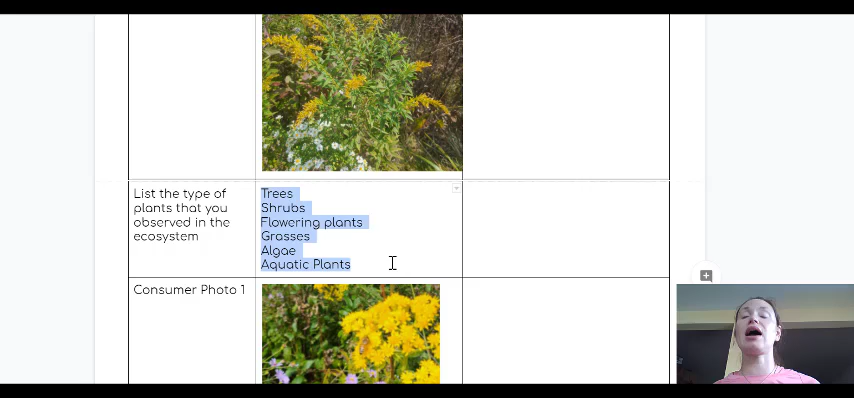 List the type of
plants that you
observed in the
ecosystem
Trees
Shrubs
Flowering plants
Grasses
Algae
Aquatic Plants
Consumer Photo 1